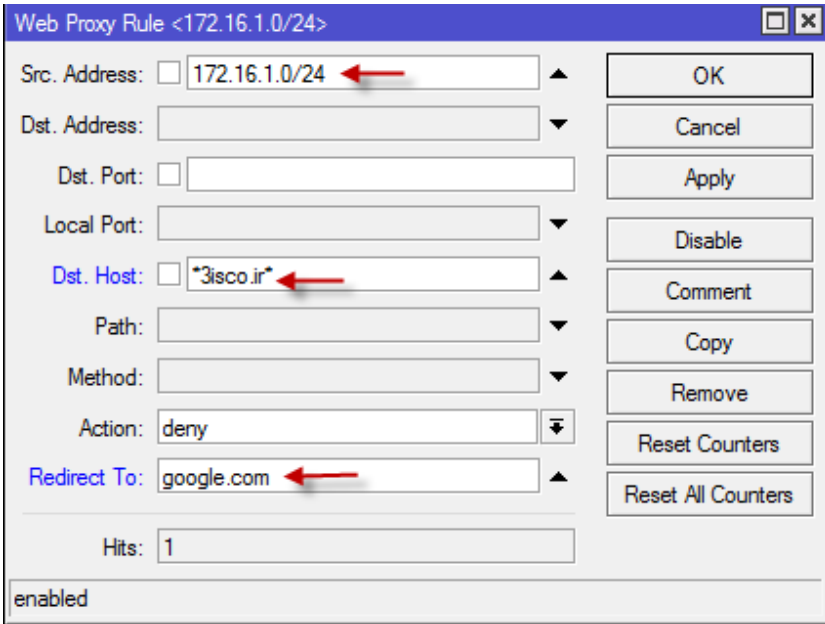 Web Proxy Rule <172.16.1.0/24>
Src. Address: 172.16.1.0/24
OK
Dst. Address:
Cancel
Dst. Port:
Apply
Local Port:
Disable
Dst. Host: *3isco.ir*
Comment
Path:
Copy
Method:
Remove
Action: deny
Reset Counters
Redirect To: google.com
Reset All Counters
Hits: 1
enabled